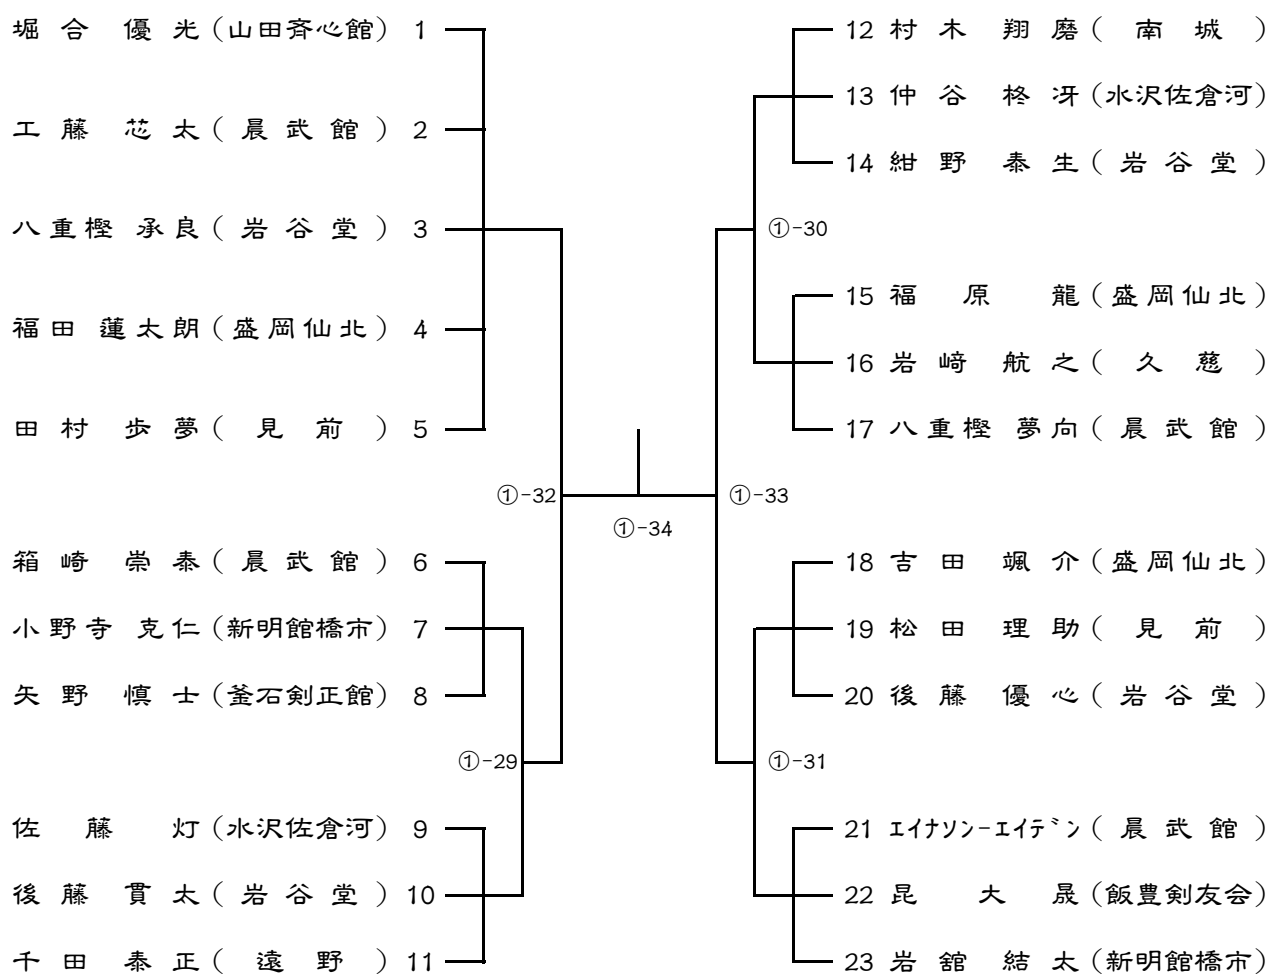 堀合 優光（山田斉心館） 1
工藤 芯太（晨武館） 2
八重樫 承良（岩谷堂） 3
福田 蓮太朗（盛岡仙北） 4
田村 歩夢（見前） 5
箱崎 崇泰（晨武館） 6
小野寺 克仁（新明館橋市） 7
矢野 慎士（釜石剣正館） 8
佐藤 灯（水沢佐倉河） 9
後藤 貫太（岩谷堂） 10
千田 泰正（遠野） 11
①-32
①-29
①-34
12 村木 翔磨（南城）
13 仲谷 柊冴（水沢佐倉河）
14 紺野 泰生（岩谷堂）
①-30
15 福原 龍（盛岡仙北）
16 岩﨑 航之（久慈）
17 八重樫 夢向（晨武館）
①-33
18 吉田 颯介（盛岡仙北）
19 松田 理助（見前）
20 後藤 優心（岩谷堂）
①-31
21 ｴｲﾅｿﾝ-ｴｲﾃﾞﾝ（晨武館）
22 昆 大晟（飯豊剣友会）
23 岩舘 結太（新明館橋市）